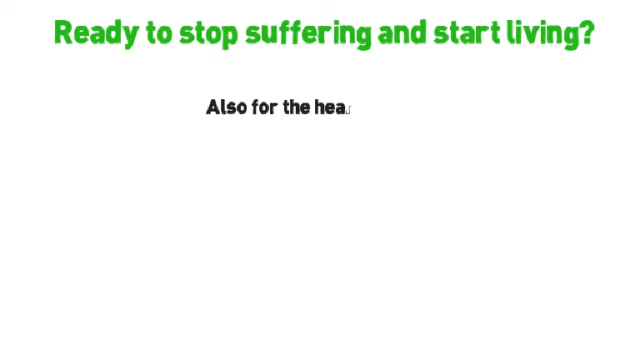 Ready to stop suffering and start living?
Also for the hea